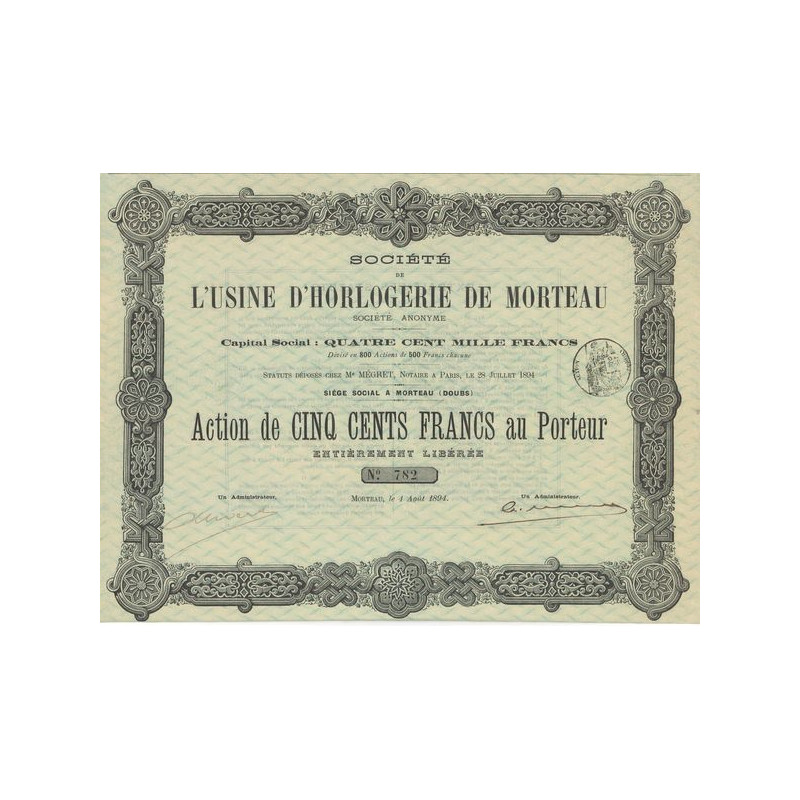 SOCIÉTÉ
DE
L'USINE D'HORLOGERIE DE MORTEAU
SOCIÉTÉ ANONYME
Capital Social : QUATRE CENT MILLE FRANCS
Divisé en 800 Actions de 500 Francs chacune
STATUTS DÉPOSÉS CHEZ Me MÉGRET, NOTAIRE A PARIS, LE 28 JUILLET 1894
SIÉGE SOCIAL A MORTEAU (DOUBS)
Action de CINQ CENTS FRANCS au Porteur
ENTIÈREMENT LIBÉRÉE
No 782
Un Administrateur, MORTEAU, le 4 Août 1894. Un Administrateur,